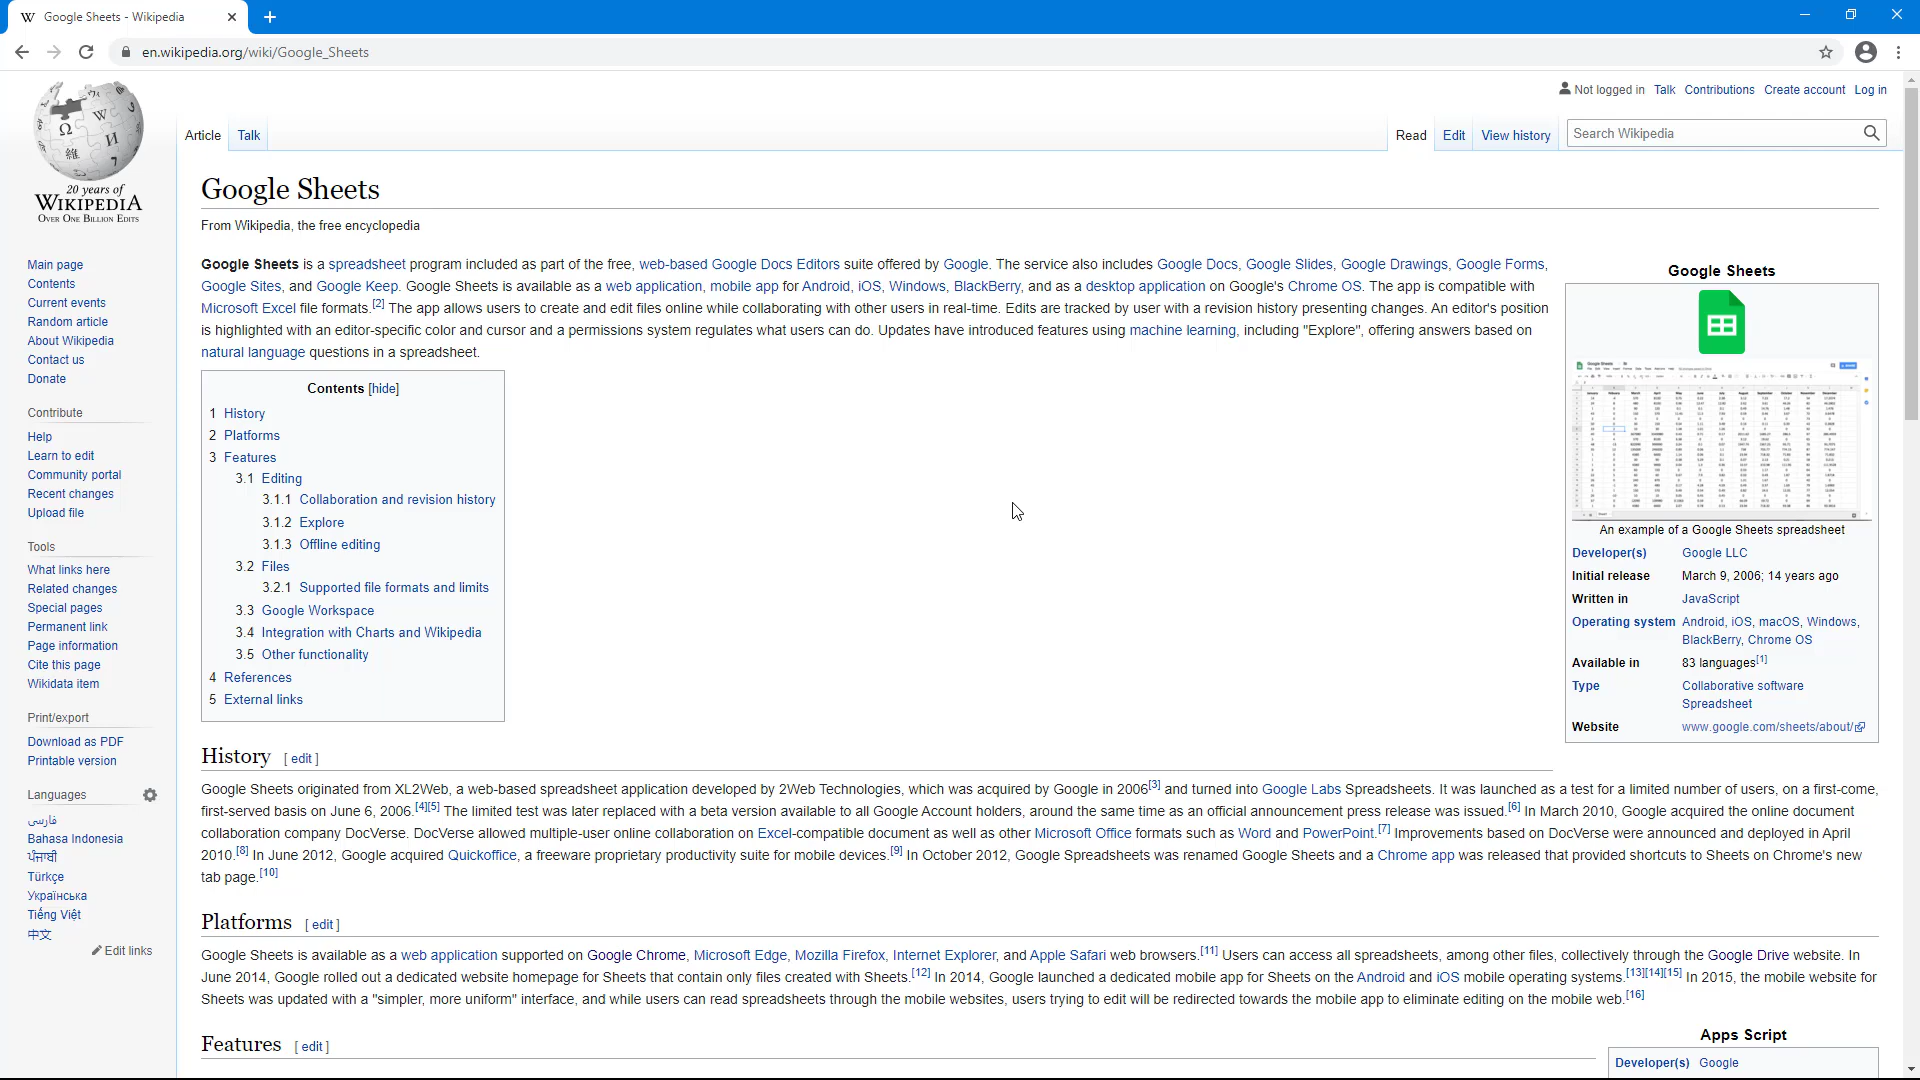 Google Sheets - Wikipedia
en.wikipedia.org/wiki/Google_Sheets
Not logged in Talk Contributions Create account Log in
Article Talk Read Edit View history Search Wikipedia
20 years of
WIKIPEDIA
OVER ONE BILLION EDITS
Main page
Contents
Current events
Random article
About Wikipedia
Contact us
Donate
Contribute
Help
Learn to edit
Community portal
Recent changes
Upload file
Tools
What links here
Related changes
Special pages
Permanent link
Page information
Cite this page
Wikidata item
Print/export
Download as PDF
Printable version
Languages
فارسی
Bahasa Indonesia
ਪੰਜਾਬੀ
Türkçe
Українська
Tiếng Việt
中文
Edit links
Google Sheets
From Wikipedia, the free encyclopedia
Google Sheets is a spreadsheet program included as part of the free, web-based Google Docs Editors suite offered by Google. The service also includes Google Docs, Google Slides, Google Drawings, Google Forms,
Google Sites, and Google Keep. Google Sheets is available as a web application, mobile app for Android, iOS, Windows, BlackBerry, and as a desktop application on Google's Chrome OS. The app is compatible with
Microsoft Excel file formats.[2] The app allows users to create and edit files online while collaborating with other users in real-time. Edits are tracked by user with a revision history presenting changes. An editor's position
is highlighted with an editor-specific color and cursor and a permissions system regulates what users can do. Updates have introduced features using machine learning, including "Explore", offering answers based on
natural language questions in a spreadsheet.
Contents [hide]
1 History
2 Platforms
3 Features
3.1 Editing
3.1.1 Collaboration and revision history
3.1.2 Explore
3.1.3 Offline editing
3.2 Files
3.2.1 Supported file formats and limits
3.3 Google Workspace
3.4 Integration with Charts and Wikipedia
3.5 Other functionality
4 References
5 External links
Google Sheets
An example of a Google Sheets spreadsheet
Developer(s) Google LLC
Initial release March 9, 2006; 14 years ago
Written in JavaScript
Operating system Android, iOS, macOS, Windows,
BlackBerry, Chrome OS
Available in 83 languages[1]
Type Collaborative software
Spreadsheet
Website www.google.com/sheets/about/
History [ edit ]
Google Sheets originated from XL2Web, a web-based spreadsheet application developed by 2Web Technologies, which was acquired by Google in 2006[3] and turned into Google Labs Spreadsheets. It was launched as a test for a limited number of users, on a first-come,
first-served basis on June 6, 2006.[4][5] The limited test was later replaced with a beta version available to all Google Account holders, around the same time as an official announcement press release was issued.[6] In March 2010, Google acquired the online document
collaboration company DocVerse. DocVerse allowed multiple-user online collaboration on Excel-compatible document as well as other Microsoft Office formats such as Word and PowerPoint.[7] Improvements based on DocVerse were announced and deployed in April
2010.[8] In June 2012, Google acquired Quickoffice, a freeware proprietary productivity suite for mobile devices.[9] In October 2012, Google Spreadsheets was renamed Google Sheets and a Chrome app was released that provided shortcuts to Sheets on Chrome's new
tab page.[10]
Platforms [ edit ]
Google Sheets is available as a web application supported on Google Chrome, Microsoft Edge, Mozilla Firefox, Internet Explorer, and Apple Safari web browsers.[11] Users can access all spreadsheets, among other files, collectively through the Google Drive website. In
June 2014, Google rolled out a dedicated website homepage for Sheets that contain only files created with Sheets.[12] In 2014, Google launched a dedicated mobile app for Sheets on the Android and iOS mobile operating systems.[13][14][15] In 2015, the mobile website for
Sheets was updated with a "simpler, more uniform" interface, and while users can read spreadsheets through the mobile websites, users trying to edit will be redirected towards the mobile app to eliminate editing on the mobile web.[16]
Features [ edit ]
Apps Script
Developer(s) Google